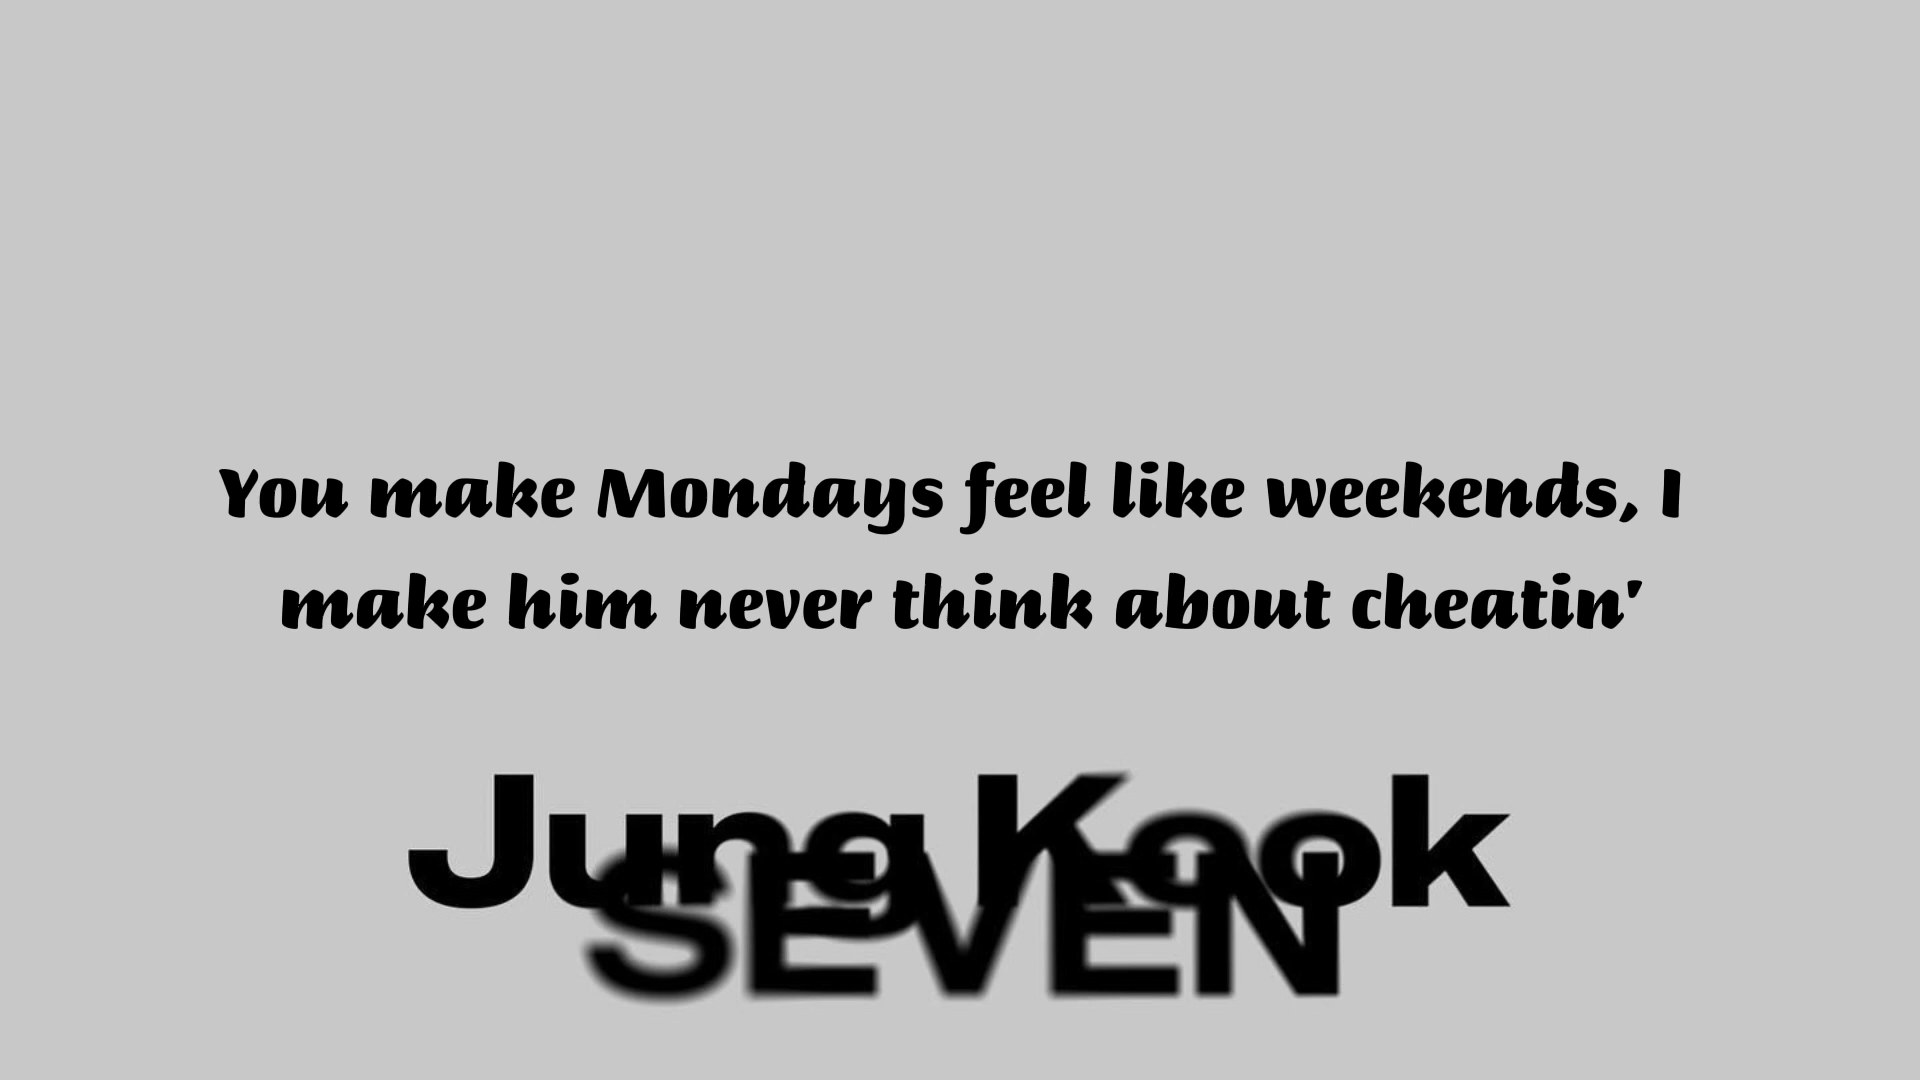 You make Mondays feel like weekends, I
make him never think about cheatin'
Jung Kook
SEVEN